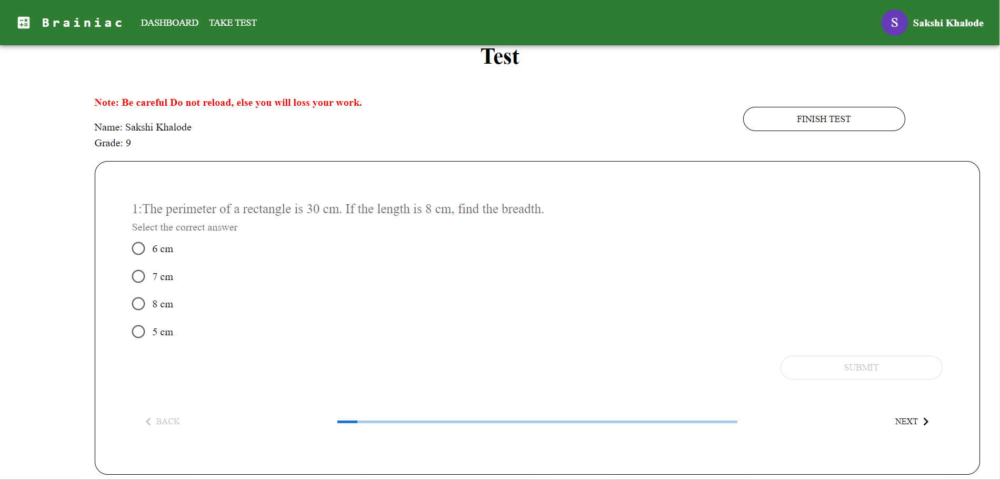 Brainiac DASHBOARD TAKE TEST S Sakshi Khalode
Test
Note: Be careful Do not reload, else you will loss your work.
FINISH TEST
Name: Sakshi Khalode
Grade: 9
1:The perimeter of a rectangle is 30 cm. If the length is 8 cm, find the breadth.
Select the correct answer
6 cm
7 cm
8 cm
5 cm
SUBMIT
BACK NEXT